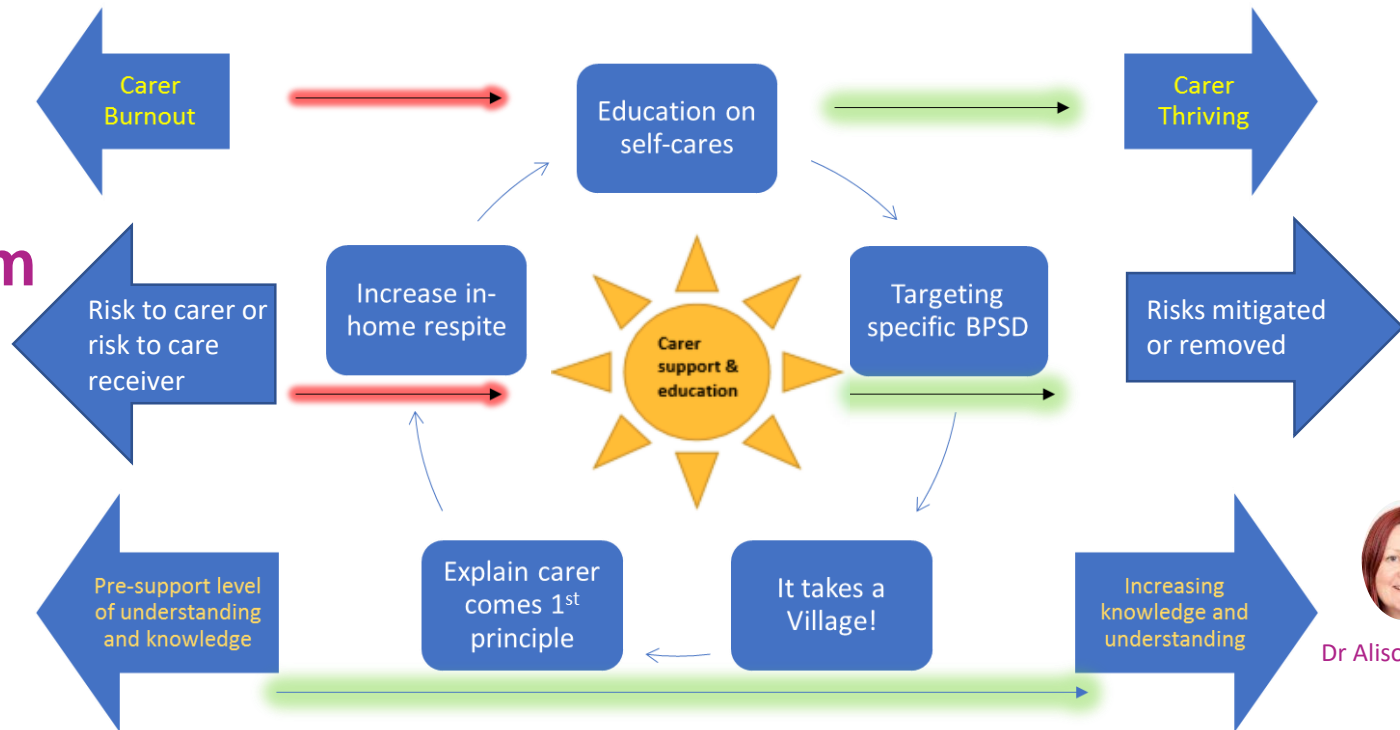 Carer
Burnout
Education on
self-cares
Carer
Thriving
m
Risk to carer or
risk to care
receiver
Increase in-
home respite
Carer
support &
education
Targeting
specific BPSD
Risks mitigated
or removed
Pre-support level
of understanding
and knowledge
Explain carer
comes 1st
principle
It takes a
Village!
Increasing
knowledge and
understanding
Dr Alisc